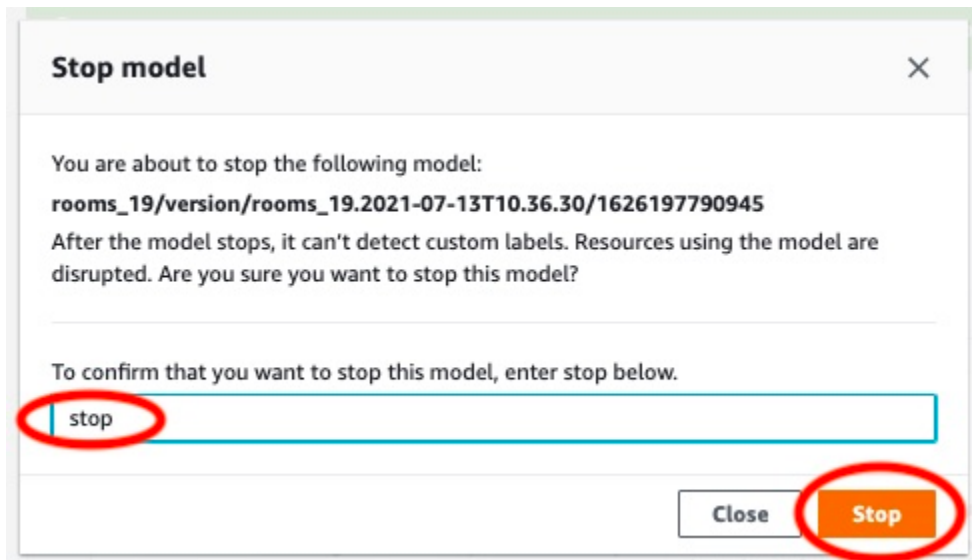 Stop model
You are about to stop the following model:
rooms_19/version/rooms_19.2021-07-13T10.36.30/1626197790945
After the model stops, it can't detect custom labels. Resources using the model are
disrupted. Are you sure you want to stop this model?
To confirm that you want to stop this model, enter stop below.
stop
Close Stop